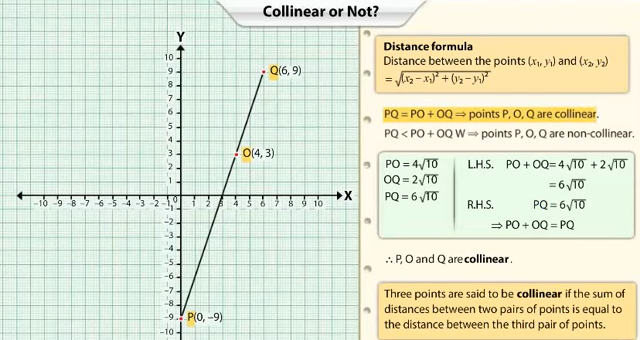 Collinear or Not?
Y
10
9
8
7
6
5
4
3
2
1
Q(6, 9)
O(4, 3)
-10 -9 -8 -7 -6 -5 -4 -3 -2 -1 1 2 3 4 5 6 7 8 9 10 X
-1
-2
-3
-4
-5
-6
-7
-8
-9
-10
P(0, -9)
Distance formula
Distance between the points (x₁, y₁) and (x₂, y₂)
= √(x₂ – x₁)² + (y₂ – y₁)²
PQ = PO + OQ ⇒ points P, O, Q are collinear.
PQ < PO + OQ W ⇒ points P, O, Q are non-collinear.
PO = 4√10
OQ = 2√10
PQ = 6 √10
L.H.S. PO + OQ = 4 √10 + 2 √10
= 6 √10
R.H.S. PQ = 6 √10
⇒ PO + OQ = PQ
∴ P, O and Q are collinear.
Three points are said to be collinear if the sum of
distances between two pairs of points is equal to
the distance between the third pair of points.